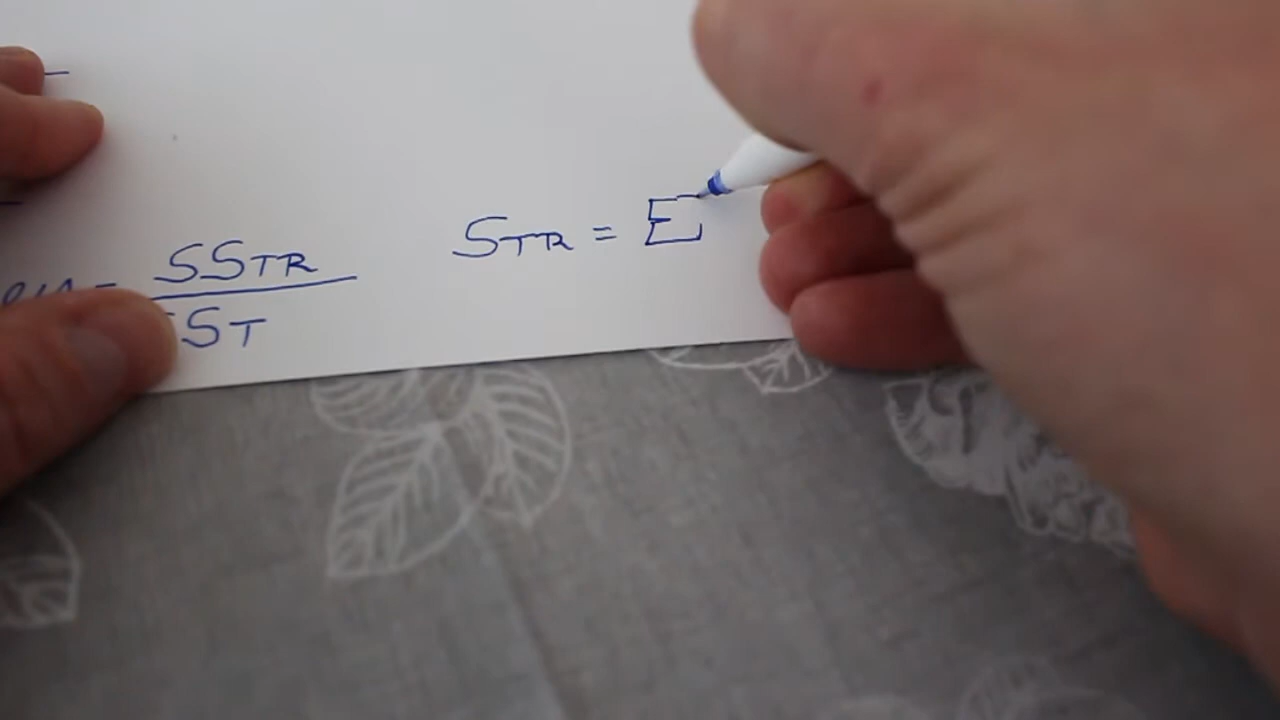 = SSTR
ST
STR = E